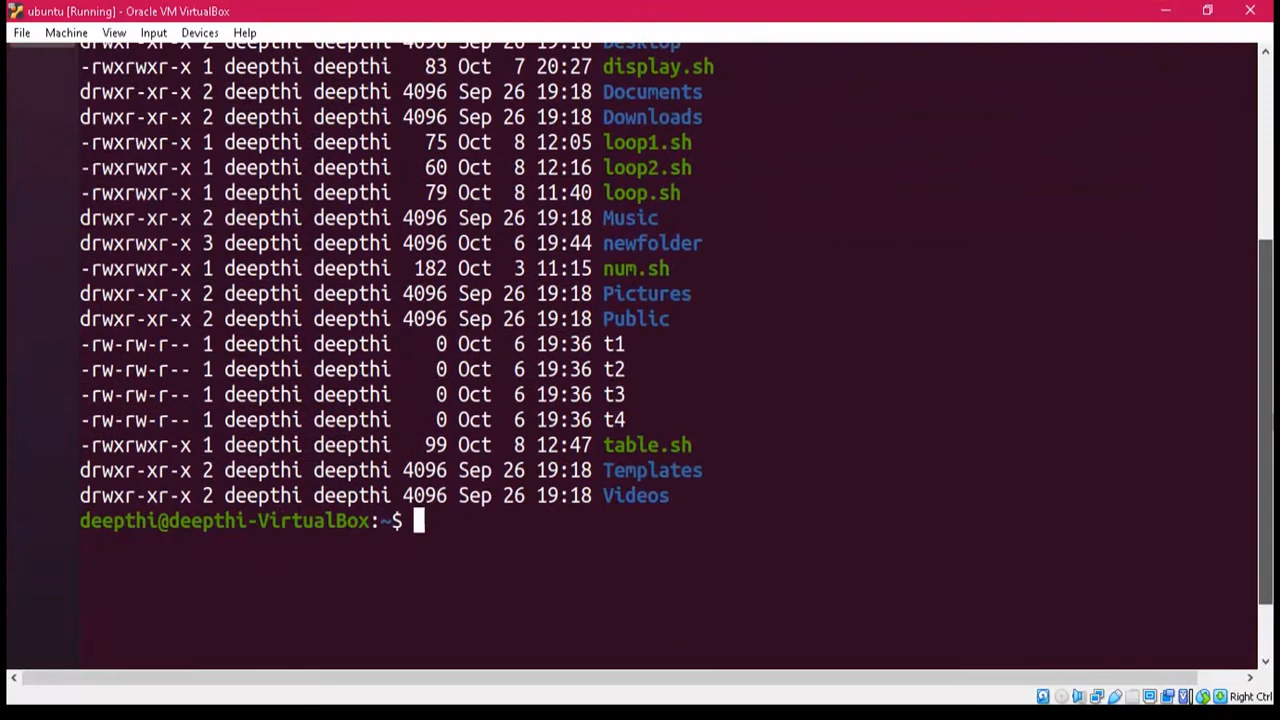 ubuntu [Running] - Oracle VM VirtualBox
File Machine View Input Devices Help
drwxr-xr-x 2 deepthi deepthi 4096 Sep 26 19:18 Desktop
-rwxrwxr-x 1 deepthi deepthi   83 Oct  7 20:27 display.sh
drwxr-xr-x 2 deepthi deepthi 4096 Sep 26 19:18 Documents
drwxr-xr-x 2 deepthi deepthi 4096 Sep 26 19:18 Downloads
-rwxrwxr-x 1 deepthi deepthi   75 Oct  8 12:05 loop1.sh
-rwxrwxr-x 1 deepthi deepthi   60 Oct  8 12:16 loop2.sh
-rwxrwxr-x 1 deepthi deepthi   79 Oct  8 11:40 loop.sh
drwxr-xr-x 2 deepthi deepthi 4096 Sep 26 19:18 Music
drwxrwxr-x 3 deepthi deepthi 4096 Oct  6 19:44 newfolder
-rwxrwxr-x 1 deepthi deepthi  182 Oct  3 11:15 num.sh
drwxr-xr-x 2 deepthi deepthi 4096 Sep 26 19:18 Pictures
drwxr-xr-x 2 deepthi deepthi 4096 Sep 26 19:18 Public
-rw-rw-r-- 1 deepthi deepthi    0 Oct  6 19:36 t1
-rw-rw-r-- 1 deepthi deepthi    0 Oct  6 19:36 t2
-rw-rw-r-- 1 deepthi deepthi    0 Oct  6 19:36 t3
-rw-rw-r-- 1 deepthi deepthi    0 Oct  6 19:36 t4
-rwxrwxr-x 1 deepthi deepthi   99 Oct  8 12:47 table.sh
drwxr-xr-x 2 deepthi deepthi 4096 Sep 26 19:18 Templates
drwxr-xr-x 2 deepthi deepthi 4096 Sep 26 19:18 Videos
deepthi@deepthi-VirtualBox:~$
Right Ctrl